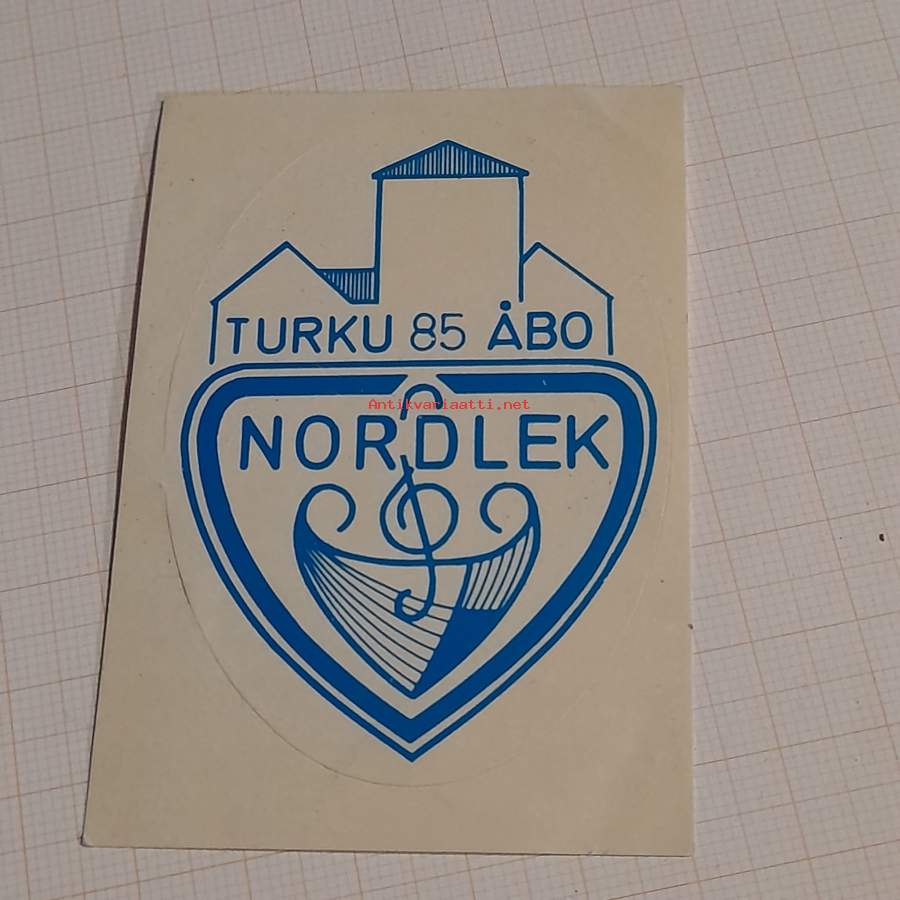 TURKU 85 ÅBO
Antikvariaatti.net
NORDLEK